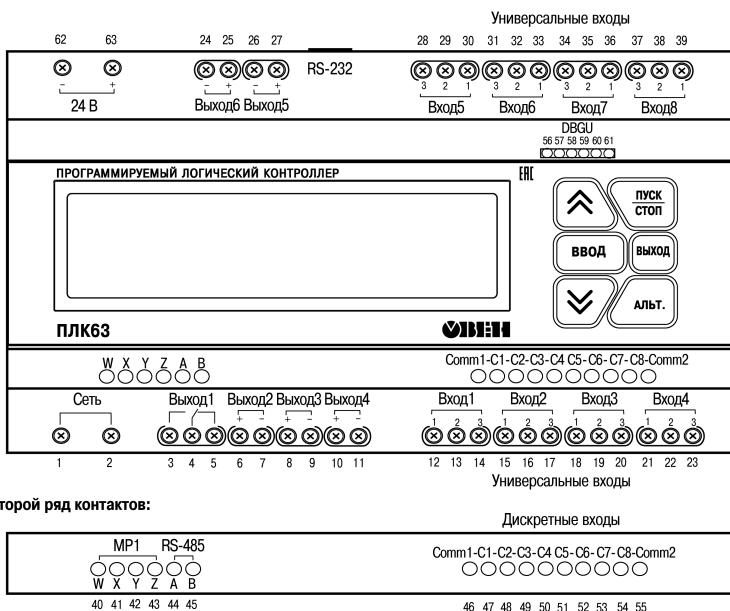 Универсальные входы
62 63 24 25 26 27 28 29 30 31 32 33 34 35 36 37 38 39
RS-232
− + − + − + 3 2 1 3 2 1 3 2 1 3 2 1
24 В Выход6 Выход5 Вход5 Вход6 Вход7 Вход8
DBGU
56 57 58 59 60 61
ПРОГРАММИРУЕМЫЙ ЛОГИЧЕСКИЙ КОНТРОЛЛЕР
EAC
ПУСК
СТОП
ВВОД ВЫХОД
АЛЬТ.
ПЛК63 ОВЕН
W X Y Z A B Comm1-C1-C2-C3-C4 C5-C6-C7-C8-Comm2
Сеть Выход1 Выход2 Выход3 Выход4 Вход1 Вход2 Вход3 Вход4
+ − + − + − 1 2 3 1 2 3 1 2 3 1 2 3
1 2 3 4 5 6 7 8 9 10 11 12 13 14 15 16 17 18 19 20 21 22 23
Универсальные входы
торой ряд контактов:
Дискретные входы
МР1 RS-485 Comm1-C1-C2-C3-C4 C5-C6-C7-C8-Comm2
W X Y Z A B
40 41 42 43 44 45 46 47 48 49 50 51 52 53 54 55